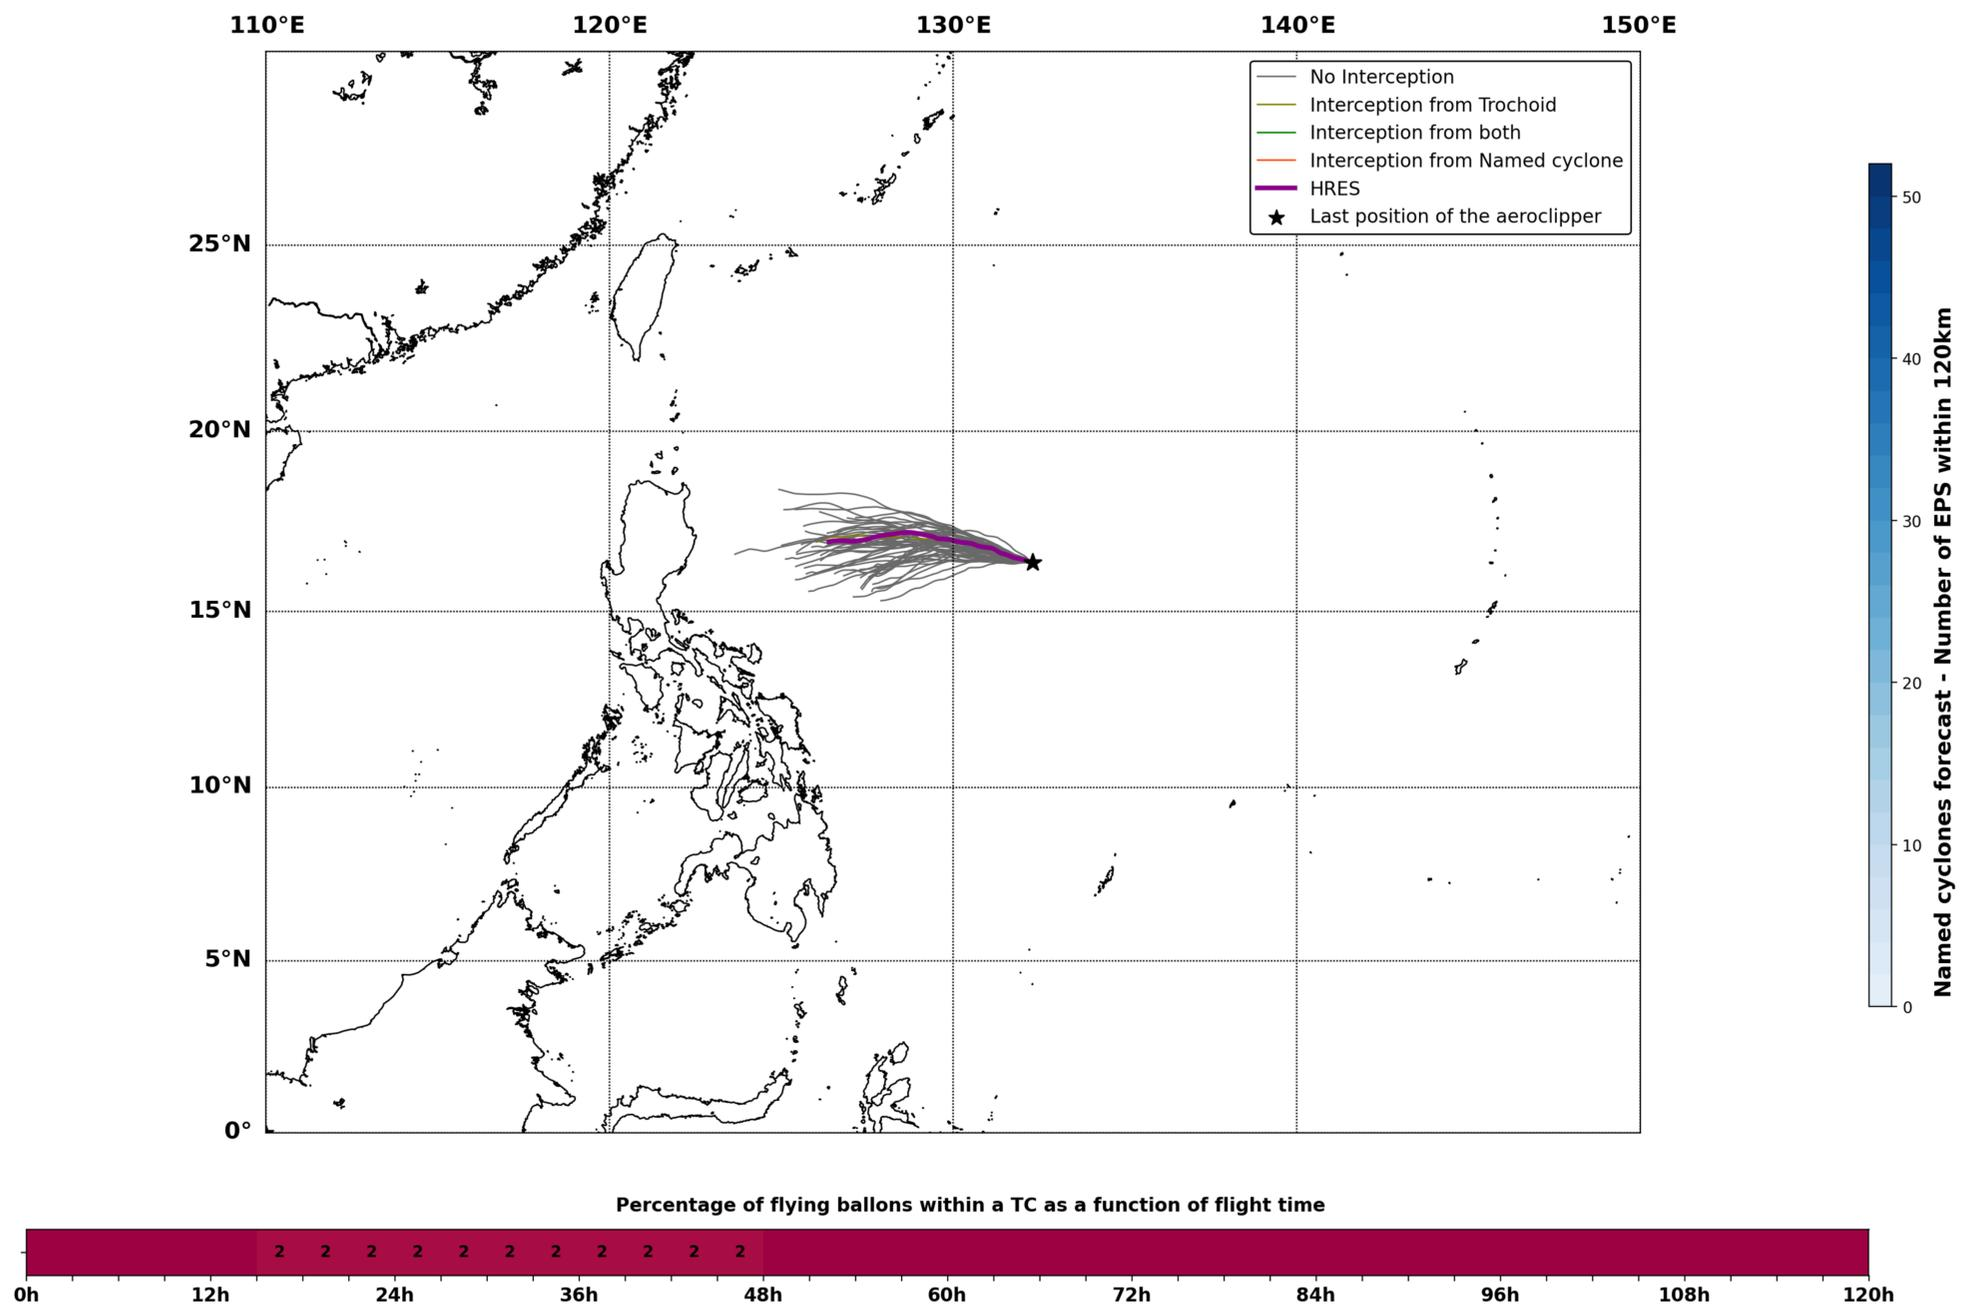 110°E 120°E 130°E 140°E 150°E
No Interception
Interception from Trochoid
Interception from both
Interception from Named cyclone
HRES
Last position of the aeroclipper
25°N
20°N
15°N
10°N
5°N
0°
50
40
30
20
10
0
Named cyclones forecast - Number of EPS within 120km
Percentage of flying ballons within a TC as a function of flight time
2 2 2 2 2 2 2 2 2 2 2
0h 12h 24h 36h 48h 60h 72h 84h 96h 108h 120h